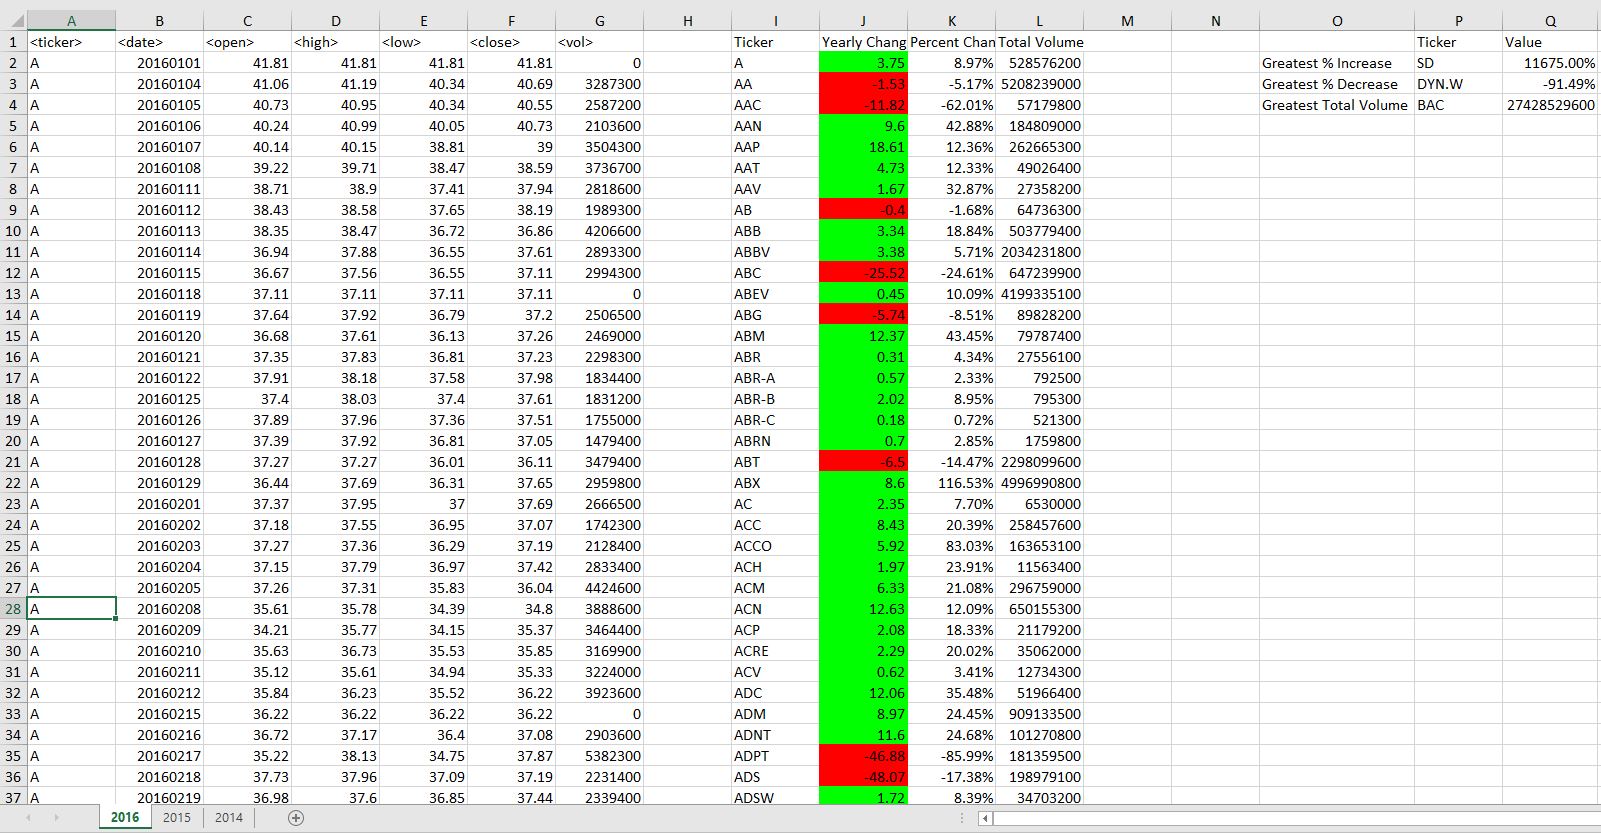 A B C D E F G H I J K L M N O P Q
1 <ticker> <date> <open> <high> <low> <close> <vol> Ticker Yearly Chang Percent Chan Total Volume Ticker Value
2 A 20160101 41.81 41.81 41.81 41.81 0 A 3.75 8.97% 528576200 Greatest % Increase SD 11675.00%
3 A 20160104 41.06 41.19 40.34 40.69 3287300 AA -1.53 -5.17% 5208239000 Greatest % Decrease DYN.W -91.49%
4 A 20160105 40.73 40.95 40.34 40.55 2587200 AAC -11.82 -62.01% 57179800 Greatest Total Volume BAC 27428529600
5 A 20160106 40.24 40.99 40.05 40.73 2103600 AAN 9.6 42.88% 184809000
6 A 20160107 40.14 40.15 38.81 39 3504300 AAP 18.61 12.36% 262665300
7 A 20160108 39.22 39.71 38.47 38.59 3736700 AAT 4.73 12.33% 49026400
8 A 20160111 38.71 38.9 37.41 37.94 2818600 AAV 1.67 32.87% 27358200
9 A 20160112 38.43 38.58 37.65 38.19 1989300 AB -0.4 -1.68% 64736300
10 A 20160113 38.35 38.47 36.72 36.86 4206600 ABB 3.34 18.84% 503779400
11 A 20160114 36.94 37.88 36.55 37.61 2893300 ABBV 3.38 5.71% 2034231800
12 A 20160115 36.67 37.56 36.55 37.11 2994300 ABC -25.52 -24.61% 647239900
13 A 20160118 37.11 37.11 37.11 37.11 0 ABEV 0.45 10.09% 4199335100
14 A 20160119 37.64 37.92 36.79 37.2 2506500 ABG -5.74 -8.51% 89828200
15 A 20160120 36.68 37.61 36.13 37.26 2469000 ABM 12.37 43.45% 79787400
16 A 20160121 37.35 37.83 36.81 37.23 2298300 ABR 0.31 4.34% 27556100
17 A 20160122 37.91 38.18 37.58 37.98 1834400 ABR-A 0.57 2.33% 792500
18 A 20160125 37.4 38.03 37.4 37.61 1831200 ABR-B 2.02 8.95% 795300
19 A 20160126 37.89 37.96 37.36 37.51 1755000 ABR-C 0.18 0.72% 521300
20 A 20160127 37.39 37.92 36.81 37.05 1479400 ABRN 0.7 2.85% 1759800
21 A 20160128 37.27 37.27 36.01 36.11 3479400 ABT -6.5 -14.47% 2298099600
22 A 20160129 36.44 37.69 36.31 37.65 2959800 ABX 8.6 116.53% 4996990800
23 A 20160201 37.37 37.95 37 37.69 2666500 AC 2.35 7.70% 6530000
24 A 20160202 37.18 37.55 36.95 37.07 1742300 ACC 8.43 20.39% 258457600
25 A 20160203 37.27 37.36 36.29 37.19 2128400 ACCO 5.92 83.03% 163653100
26 A 20160204 37.15 37.79 36.97 37.42 2833400 ACH 1.97 23.91% 11563400
27 A 20160205 37.26 37.31 35.83 36.04 4424600 ACM 6.33 21.08% 296759000
28 A 20160208 35.61 35.78 34.39 34.8 3888600 ACN 12.63 12.09% 650155300
29 A 20160209 34.21 35.77 34.15 35.37 3464400 ACP 2.08 18.33% 21179200
30 A 20160210 35.63 36.73 35.53 35.85 3169900 ACRE 2.29 20.02% 35062000
31 A 20160211 35.12 35.61 34.94 35.33 3224000 ACV 0.62 3.41% 12734300
32 A 20160212 35.84 36.23 35.52 36.22 3923600 ADC 12.06 35.48% 51966400
33 A 20160215 36.22 36.22 36.22 36.22 0 ADM 8.97 24.45% 909133500
34 A 20160216 36.72 37.17 36.4 37.08 2903600 ADNT 11.6 24.68% 101270800
35 A 20160217 35.22 38.13 34.75 37.87 5382300 ADPT -46.88 -85.99% 181359500
36 A 20160218 37.73 37.96 37.09 37.19 2231400 ADS -48.07 -17.38% 198979100
37 A 20160219 36.98 37.6 36.85 37.44 2339400 ADSW 1.72 8.39% 34703200
2016 2015 2014